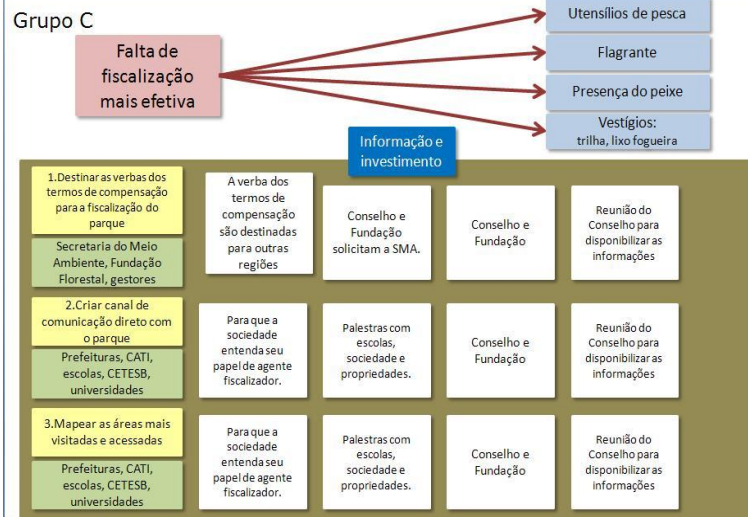 Grupo C
Falta de
fiscalização
mais efetiva
Utensílios de pesca
Flagrante
Presença do peixe
Vestígios:
trilha, lixo fogueira
Informação e
investimento
1.Destinar as verbas dos
termos de compensação
para a fiscalização do
parque
Secretaria do Meio
Ambiente, Fundação
Florestal, gestores
A verba dos
termos de
compensação
são destinadas
para outras
regiões
Conselho e
Fundação
solicitam a SMA.
Conselho e
Fundação
Reunião do
Conselho para
disponibilizar as
informações
2.Criar canal de
comunicação direto com
o parque
Prefeituras, CATI,
escolas, CETESB,
universidades
Para que a
sociedade
entenda seu
papel de agente
fiscalizador.
Palestras com
escolas,
sociedade e
propriedades.
Conselho e
Fundação
Reunião do
Conselho para
disponibilizar as
informações
3.Mapear as áreas mais
visitadas e acessadas
Prefeituras, CATI,
escolas, CETESB,
universidades
Para que a
sociedade
entenda seu
papel de agente
fiscalizador.
Palestras com
escolas,
sociedade e
propriedades.
Conselho e
Fundação
Reunião do
Conselho para
disponibilizar as
informações